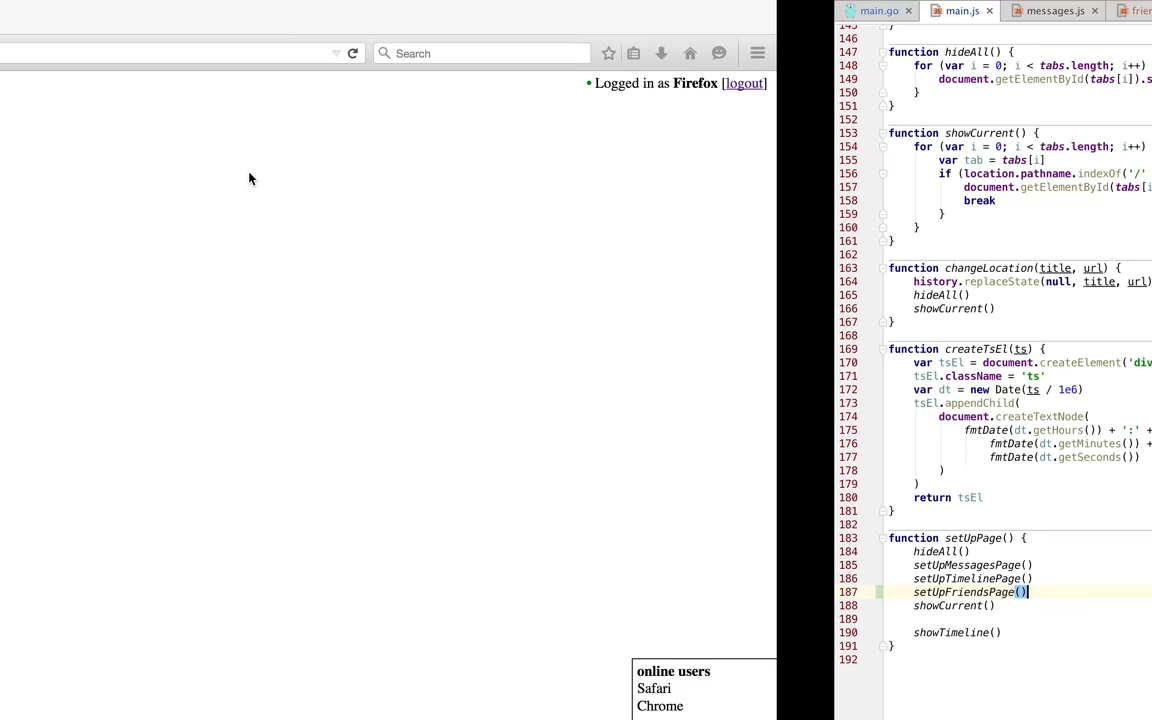 Search
Logged in as Firefox [logout]
online users
Safari
Chrome
main.go main.js messages.js frien
145 }
146
147 function hideAll() {
148 for (var i = 0; i < tabs.length; i++)
149 document.getElementById(tabs[i]).s
150 }
151 }
152
153 function showCurrent() {
154 for (var i = 0; i < tabs.length; i++)
155 var tab = tabs[i]
156 if (location.pathname.indexOf('/'
157 document.getElementById(tabs[i
158 break
159 }
160 }
161 }
162
163 function changeLocation(title, url) {
164 history.replaceState(null, title, url)
165 hideAll()
166 showCurrent()
167 }
168
169 function createTsEl(ts) {
170 var tsEl = document.createElement('div
171 tsEl.className = 'ts'
172 var dt = new Date(ts / 1e6)
173 tsEl.appendChild(
174 document.createTextNode(
175 fmtDate(dt.getHours()) + ':' +
176 fmtDate(dt.getMinutes()) +
177 fmtDate(dt.getSeconds())
178 )
179 )
180 return tsEl
181 }
182
183 function setUpPage() {
184 hideAll()
185 setUpMessagesPage()
186 setUpTimelinePage()
187 setUpFriendsPage()
188 showCurrent()
189
190 showTimeline()
191 }
192